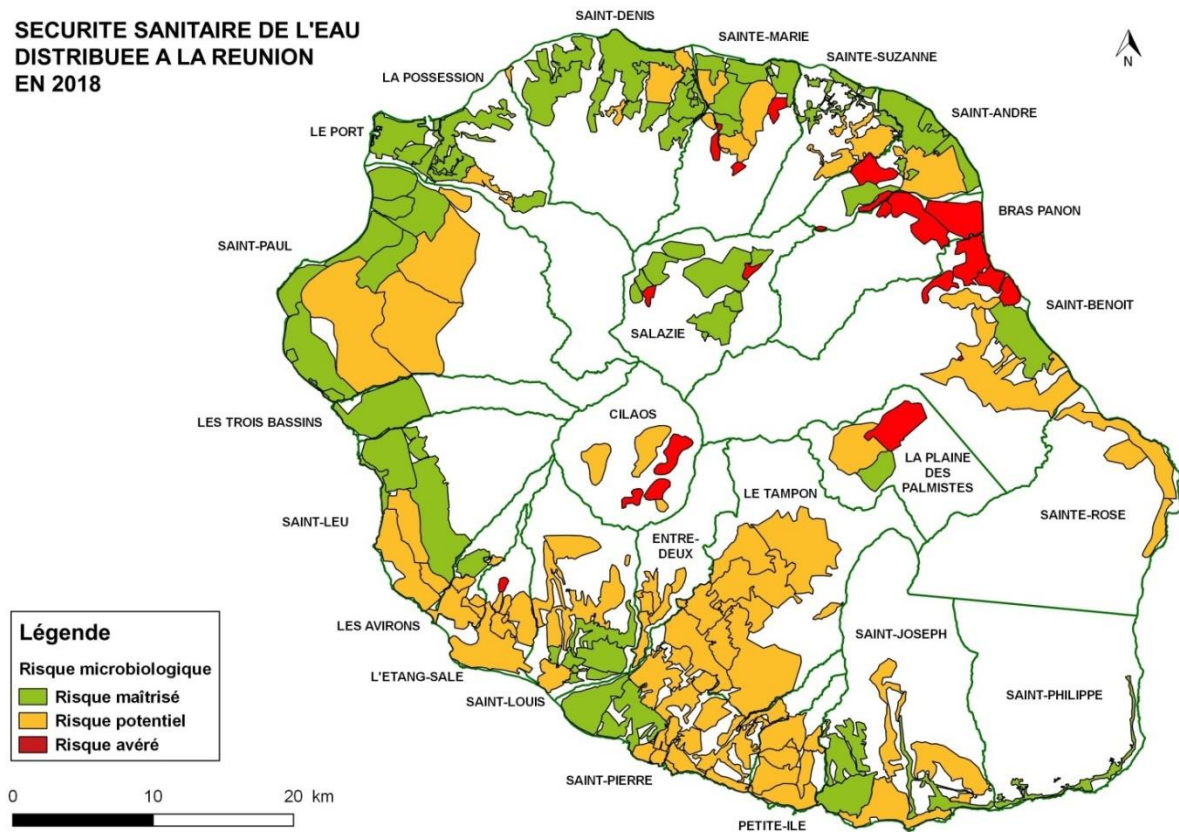 SECURITE SANITAIRE DE L'EAU
DISTRIBUEE A LA REUNION
EN 2018
SAINT-DENIS
SAINTE-MARIE
SAINTE-SUZANNE
N
LA POSSESSION
SAINT-ANDRE
LE PORT
BRAS PANON
SAINT-PAUL
SAINT-BENOIT
SALAZIE
CILAOS
LES TROIS BASSINS
LA PLAINE
DES
PALMISTES
LE TAMPON
SAINTE-ROSE
SAINT-LEU
ENTRE-
DEUX
LES AVIRONS
SAINT-JOSEPH
L'ETANG-SALE
SAINT-LOUIS
SAINT-PHILIPPE
SAINT-PIERRE
PETITE-ILE
Légende
Risque microbiologique
Risque maîtrisé
Risque potentiel
Risque avéré
0 10 20 km